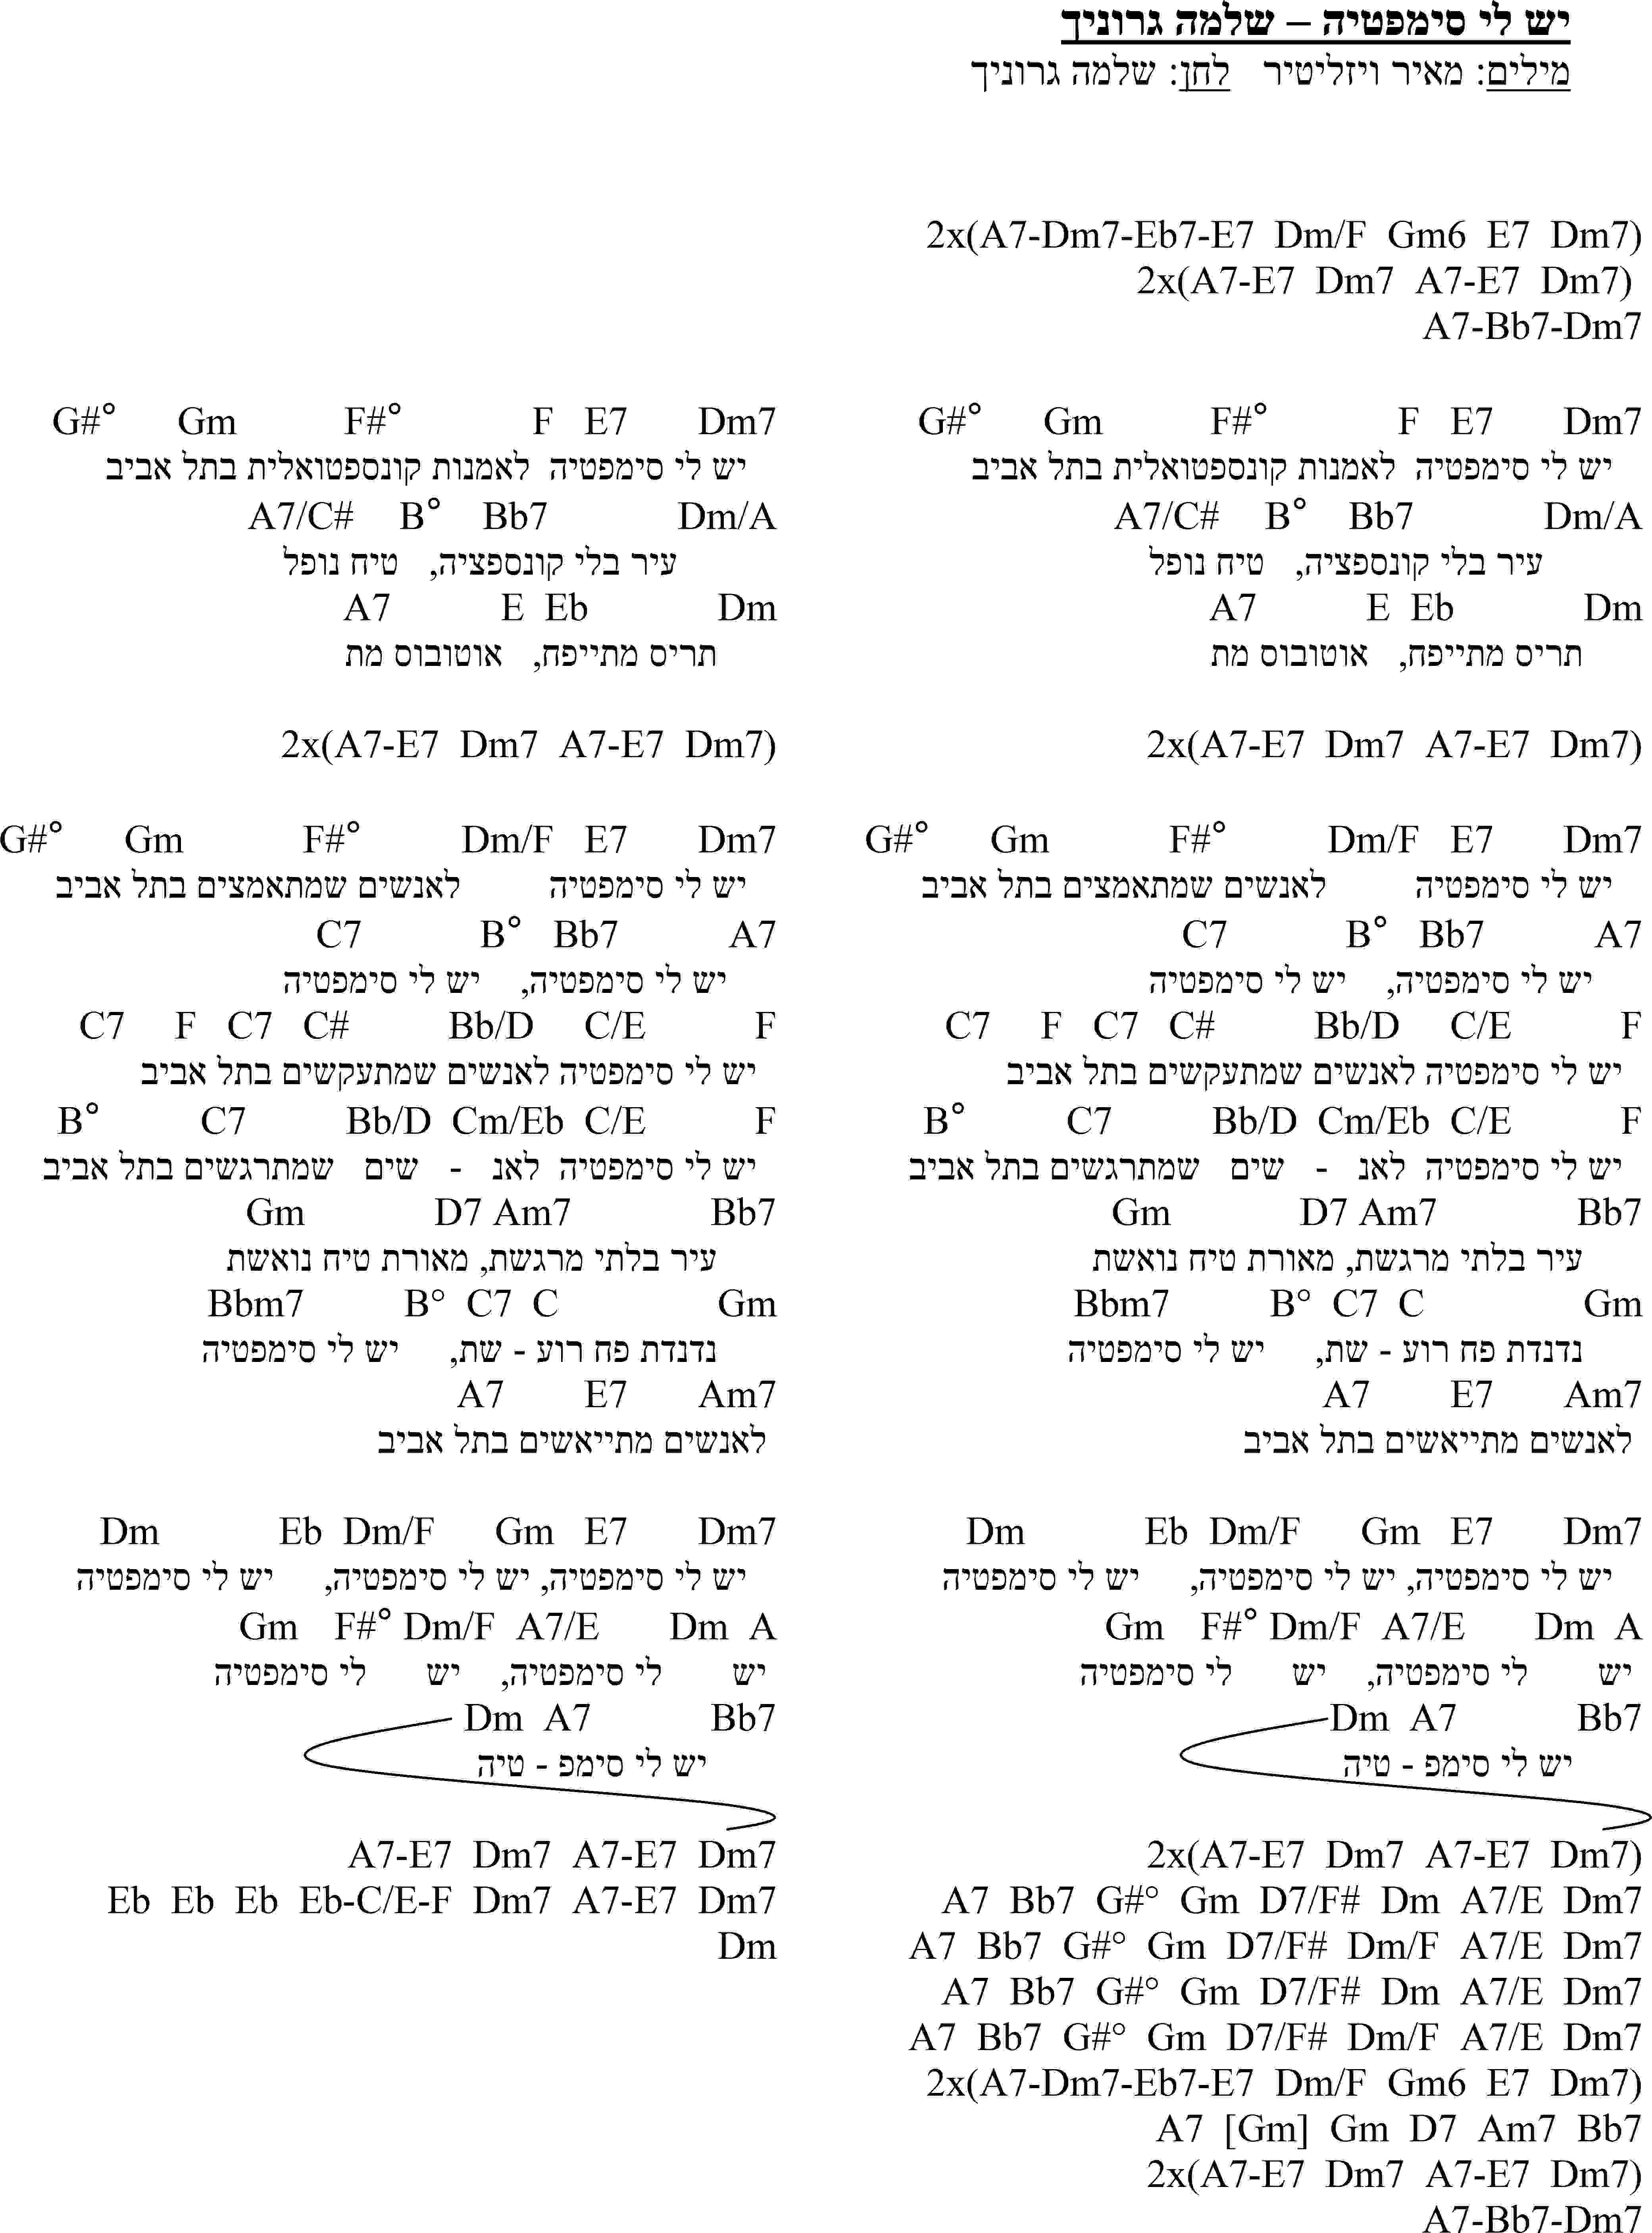 יש לי סימפטיה – שלמה גרוניך
מילים: מאיר ויזליטיר   לחן: שלמה גרוניך
2x(A7-Dm7-Eb7-E7  Dm/F  Gm6  E7  Dm7)
2x(A7-E7  Dm7  A7-E7  Dm7)
A7-Bb7-Dm7
G#°  Gm  F#°  F  E7  Dm7
יש לי סימפטיה  לאמנות קונספטואלית בתל אביב
A7/C#  B°  Bb7  Dm/A
עיר בלי קונספציה,  טיח נופל
A7  E  Eb  Dm
תריס מתייפח,  אוטובוס מת
2x(A7-E7  Dm7  A7-E7  Dm7)
G#°  Gm  F#°  Dm/F  E7  Dm7
יש לי סימפטיה  לאנשים שמתאמצים בתל אביב
C7  B°  Bb7  A7
יש לי סימפטיה,  יש לי סימפטיה
C7  F  C7  C#  Bb/D  C/E  F
יש לי סימפטיה לאנשים שמתעקשים בתל אביב
B°  C7  Bb/D  Cm/Eb  C/E  F
יש לי סימפטיה  לאנ  -  שים  שמתרגשים בתל אביב
Gm  D7 Am7  Bb7
עיר בלתי מרגשת, מאורת טיח נואשת
Bbm7  B°  C7  C  Gm
נדנדת פח רוע - שת,  יש לי סימפטיה
A7  E7  Am7
לאנשים מתייאשים בתל אביב
Dm  Eb  Dm/F  Gm  E7  Dm7
יש לי סימפטיה, יש לי סימפטיה,  יש לי סימפטיה
Gm  F#° Dm/F  A7/E  Dm  A
יש  לי סימפטיה,  יש  לי סימפטיה
Dm  A7  Bb7
יש לי סימפ - טיה
2x(A7-E7  Dm7  A7-E7  Dm7)
A7  Bb7  G#°  Gm  D7/F#  Dm  A7/E  Dm7
A7  Bb7  G#°  Gm  D7/F#  Dm/F  A7/E  Dm7
A7  Bb7  G#°  Gm  D7/F#  Dm  A7/E  Dm7
A7  Bb7  G#°  Gm  D7/F#  Dm/F  A7/E  Dm7
2x(A7-Dm7-Eb7-E7  Dm/F  Gm6  E7  Dm7)
A7  [Gm]  Gm  D7  Am7  Bb7
2x(A7-E7  Dm7  A7-E7  Dm7)
A7-Bb7-Dm7
G#°  Gm  F#°  F  E7  Dm7
יש לי סימפטיה  לאמנות קונספטואלית בתל אביב
A7/C#  B°  Bb7  Dm/A
עיר בלי קונספציה,  טיח נופל
A7  E  Eb  Dm
תריס מתייפח,  אוטובוס מת
2x(A7-E7  Dm7  A7-E7  Dm7)
G#°  Gm  F#°  Dm/F  E7  Dm7
יש לי סימפטיה  לאנשים שמתאמצים בתל אביב
C7  B°  Bb7  A7
יש לי סימפטיה,  יש לי סימפטיה
C7  F  C7  C#  Bb/D  C/E  F
יש לי סימפטיה לאנשים שמתעקשים בתל אביב
B°  C7  Bb/D  Cm/Eb  C/E  F
יש לי סימפטיה  לאנ  -  שים  שמתרגשים בתל אביב
Gm  D7 Am7  Bb7
עיר בלתי מרגשת, מאורת טיח נואשת
Bbm7  B°  C7  C  Gm
נדנדת פח רוע - שת,  יש לי סימפטיה
A7  E7  Am7
לאנשים מתייאשים בתל אביב
Dm  Eb  Dm/F  Gm  E7  Dm7
יש לי סימפטיה, יש לי סימפטיה,  יש לי סימפטיה
Gm  F#° Dm/F  A7/E  Dm  A
יש  לי סימפטיה,  יש  לי סימפטיה
Dm  A7  Bb7
יש לי סימפ - טיה
A7-E7  Dm7  A7-E7  Dm7
Eb  Eb  Eb  Eb-C/E-F  Dm7  A7-E7  Dm7
Dm